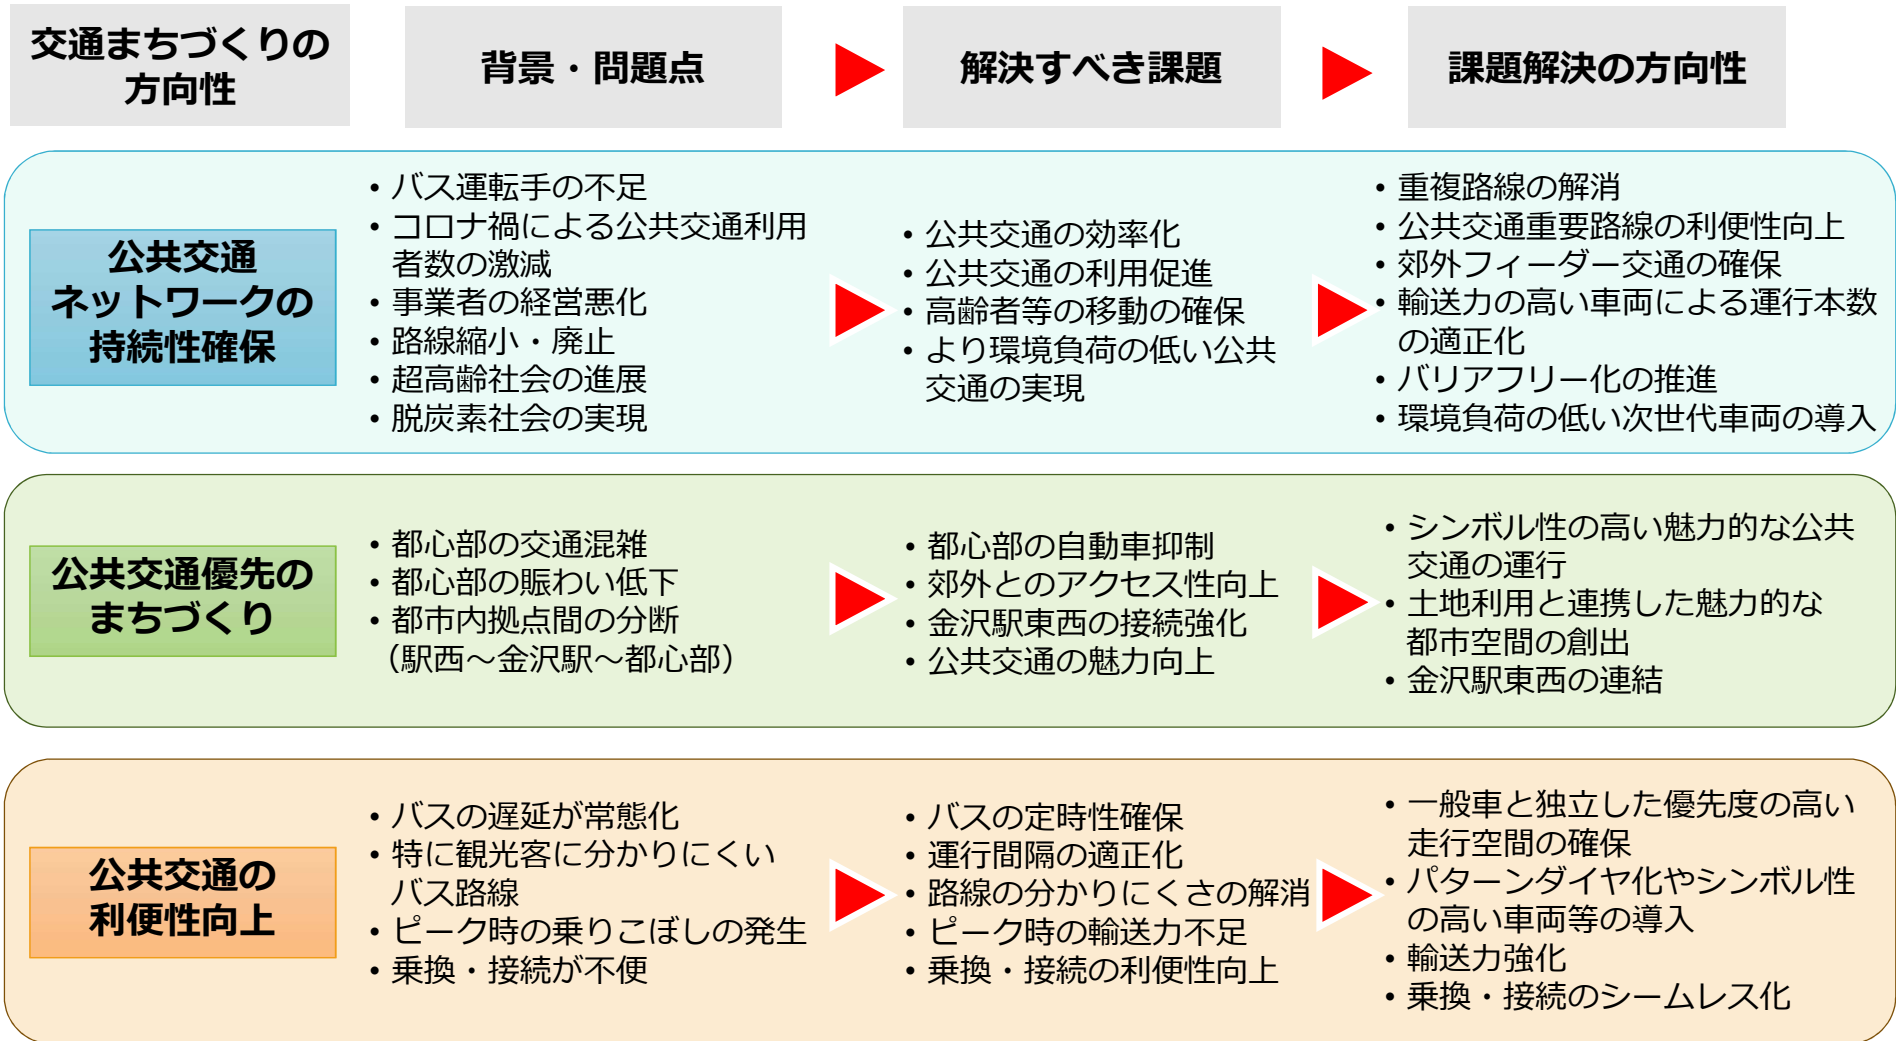 交通まちづくりの
方向性
背景・問題点
解決すべき課題
課題解決の方向性
公共交通
ネットワークの
持続性確保
・バス運転手の不足
・コロナ禍による公共交通利用
者数の激減
・事業者の経営悪化
・路線縮小・廃止
・超高齢社会の進展
・脱炭素社会の実現
・公共交通の効率化
・公共交通の利用促進
・高齢者等の移動の確保
・より環境負荷の低い公共
交通の実現
・重複路線の解消
・公共交通重要路線の利便性向上
・郊外フィーダー交通の確保
・輸送力の高い車両による運行本数
の適正化
・バリアフリー化の推進
・環境負荷の低い次世代車両の導入
公共交通優先の
まちづくり
・都心部の交通混雑
・都心部の賑わい低下
・都市内拠点間の分断
（駅西～金沢駅～都心部）
・都心部の自動車抑制
・郊外とのアクセス性向上
・金沢駅東西の接続強化
・公共交通の魅力向上
・シンボル性の高い魅力的な公共
交通の運行
・土地利用と連携した魅力的な
都市空間の創出
・金沢駅東西の連結
公共交通の
利便性向上
・バスの遅延が常態化
・特に観光客に分かりにくい
バス路線
・ピーク時の乗りこぼしの発生
・乗換・接続が不便
・バスの定時性確保
・運行間隔の適正化
・路線の分かりにくさの解消
・ピーク時の輸送力不足
・乗換・接続の利便性向上
・一般車と独立した優先度の高い
走行空間の確保
・パターンダイヤ化やシンボル性
の高い車両等の導入
・輸送力強化
・乗換・接続のシームレス化